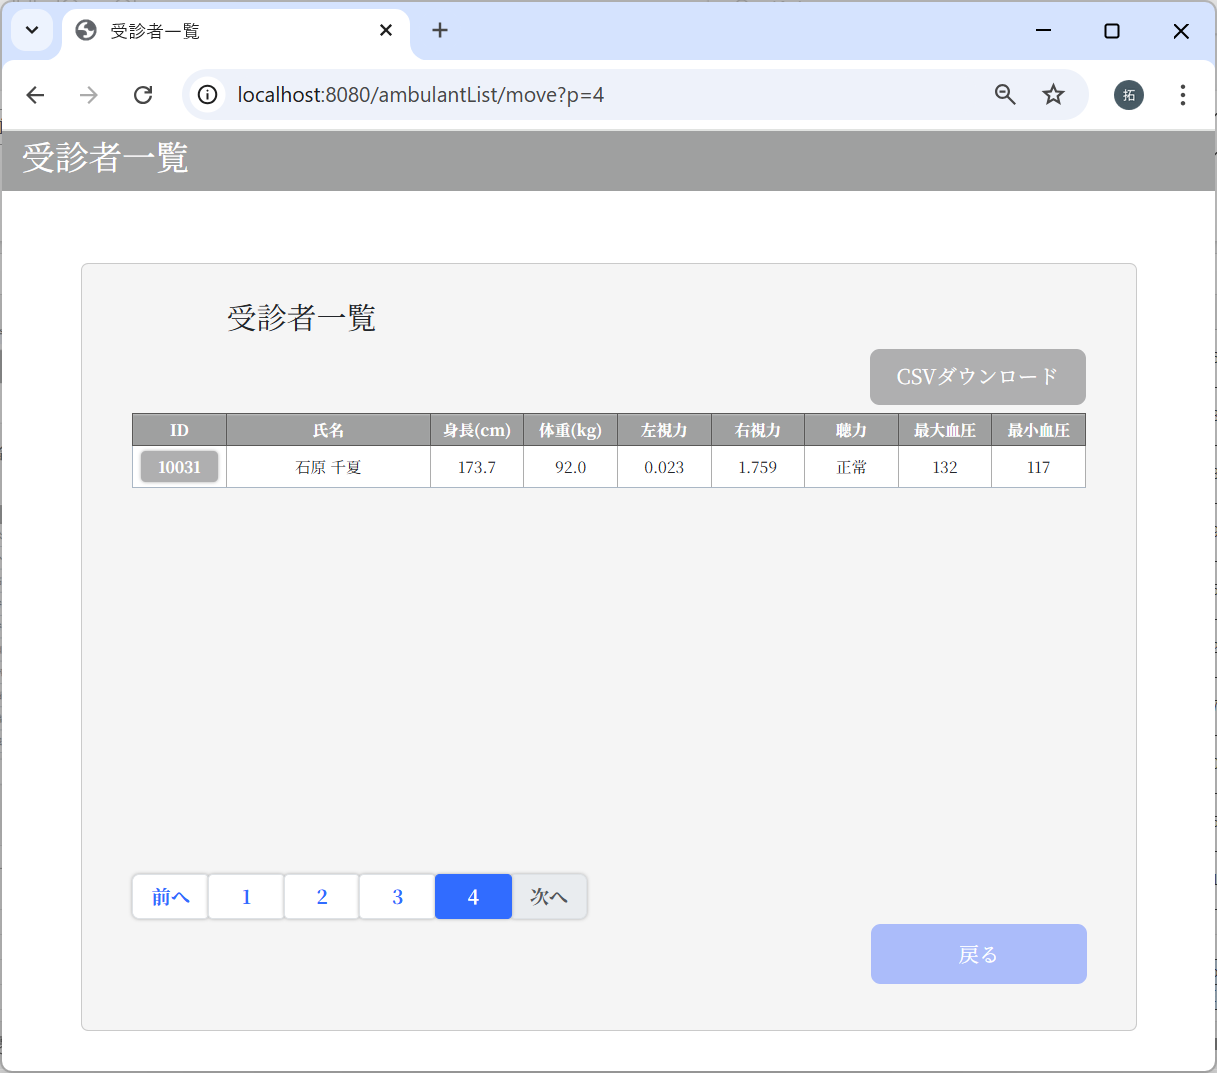 受診者一覧
localhost:8080/ambulantList/move?p=4
拓
受診者一覧
受診者一覧
CSVダウンロード
ID 氏名 身長(cm) 体重(kg) 左視力 右視力 聴力 最大血圧 最小血圧
10031 石原 千夏 173.7 92.0 0.023 1.759 正常 132 117
前へ 1 2 3 4 次へ
戻る